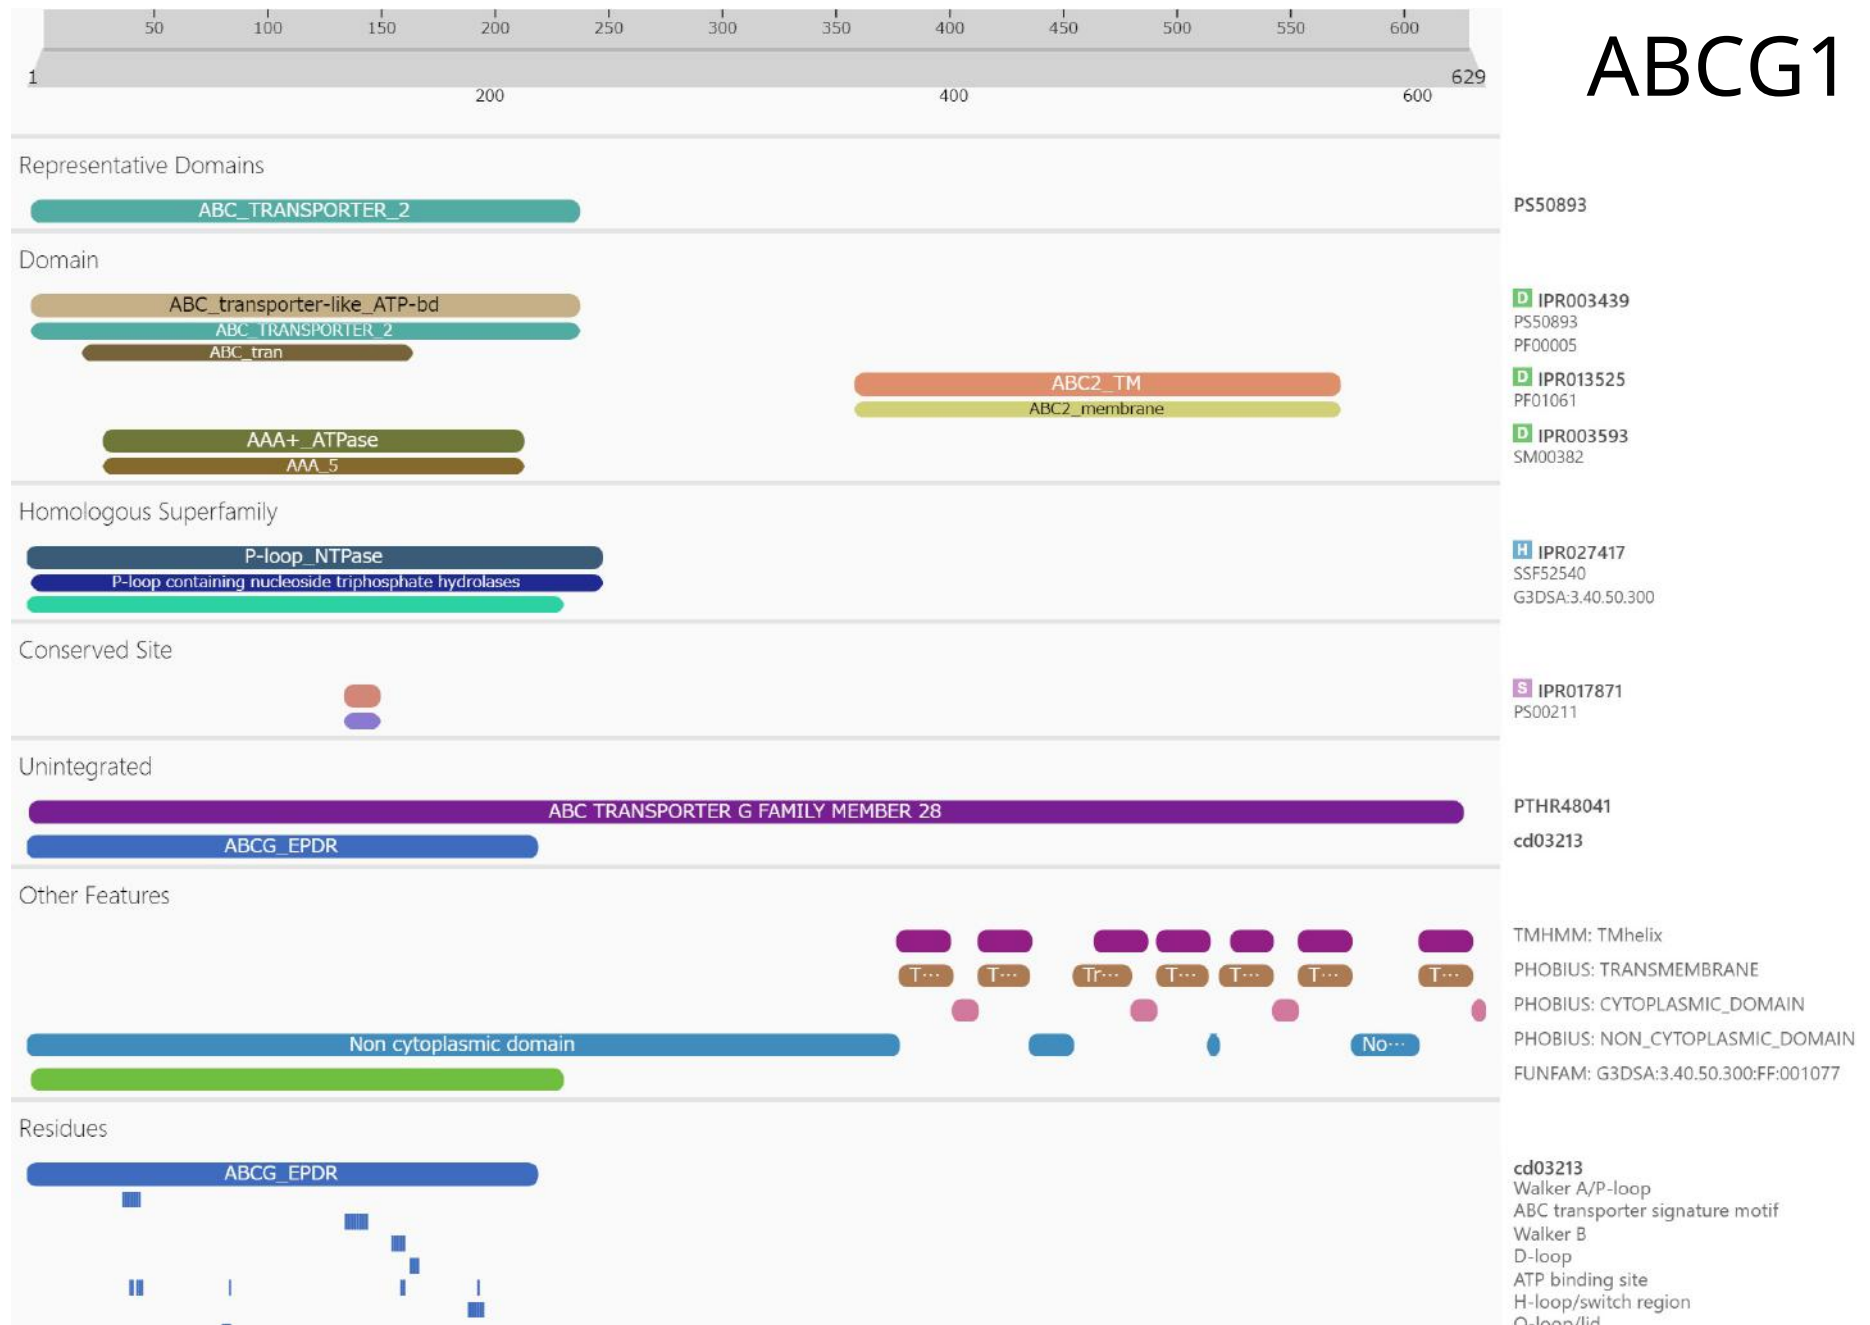 50 100 150 200 250 300 350 400 450 500 550 600
ABCG1
1 629
200 400 600
Representative Domains
ABC_TRANSPORTER_2 PS50893
Domain
ABC_transporter-like_ATP-bd D IPR003439
ABC_TRANSPORTER_2 PS50893
ABC_tran PF00005
ABC2_TM D IPR013525
ABC2_membrane PF01061
AAA+_ATPase D IPR003593
AAA_5 SM00382
Homologous Superfamily
P-loop_NTPase H IPR027417
P-loop containing nucleoside triphosphate hydrolases SSF52540
G3DSA:3.40.50.300
Conserved Site
S IPR017871
PS00211
Unintegrated
ABC TRANSPORTER G FAMILY MEMBER 28 PTHR48041
ABCG_EPDR cd03213
Other Features
TMHMM: TMhelix
T... T... Tr... T... T... T... T... PHOBIUS: TRANSMEMBRANE
PHOBIUS: CYTOPLASMIC_DOMAIN
Non cytoplasmic domain No... PHOBIUS: NON_CYTOPLASMIC_DOMAIN
FUNFAM: G3DSA:3.40.50.300:FF:001077
Residues
ABCG_EPDR cd03213
Walker A/P-loop
ABC transporter signature motif
Walker B
D-loop
ATP binding site
H-loop/switch region